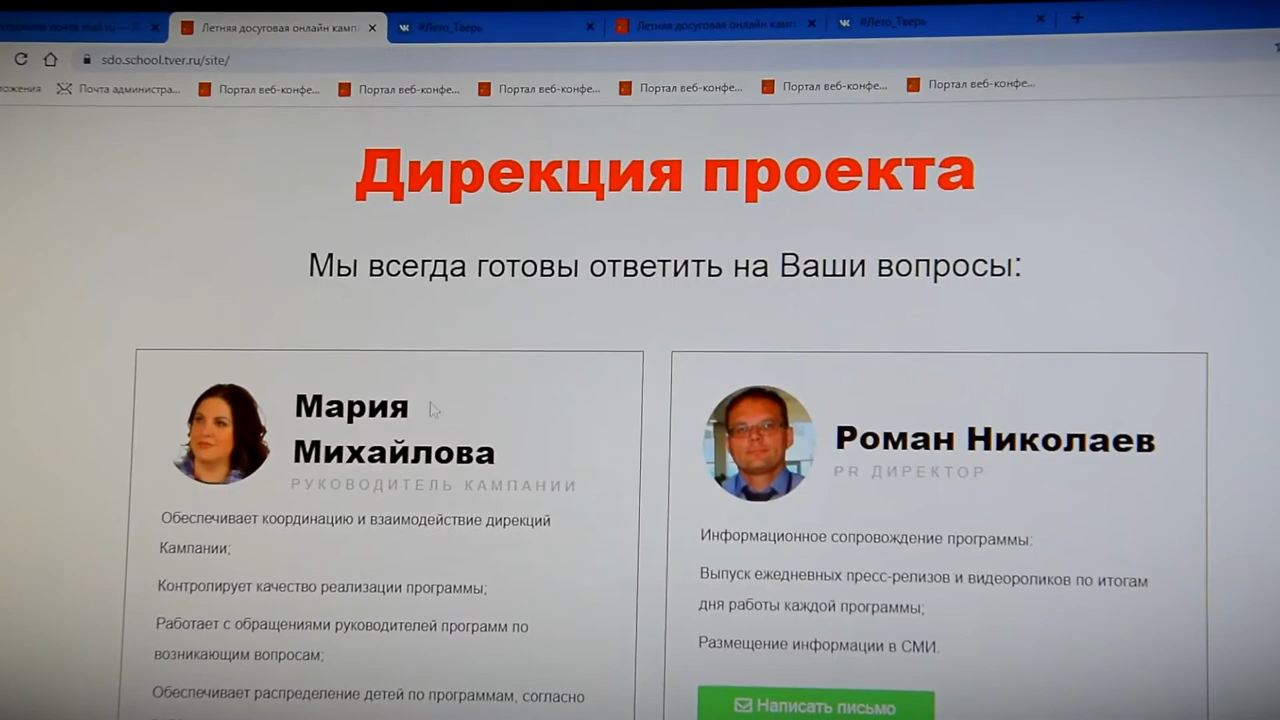 Летняя досуговая онлайн камп
#Лето_Тверь
Летняя досуговая онлайн камп
#Лето_Тверь
sdo.school.tver.ru/site/
ложения
Почта администра...
Портал веб-конфе...
Портал веб-конфе...
Портал веб-конфе...
Портал веб-конфе...
Портал веб-конфе...
Портал веб-конфе...
Дирекция проекта
Мы всегда готовы ответить на Ваши вопросы:
Мария
Михайлова
РУКОВОДИТЕЛЬ КАМПАНИИ
Обеспечивает координацию и взаимодействие дирекций
Кампании;
Контролирует качество реализации программы;
Работает с обращениями руководителей программ по
возникающим вопросам;
Обеспечивает распределение детей по программам, согласно
Роман Николаев
PR ДИРЕКТОР
Информационное сопровождение программы:
Выпуск ежедневных пресс-релизов и видеороликов по итогам
дня работы каждой программы;
Размещение информации в СМИ.
Написать письмо